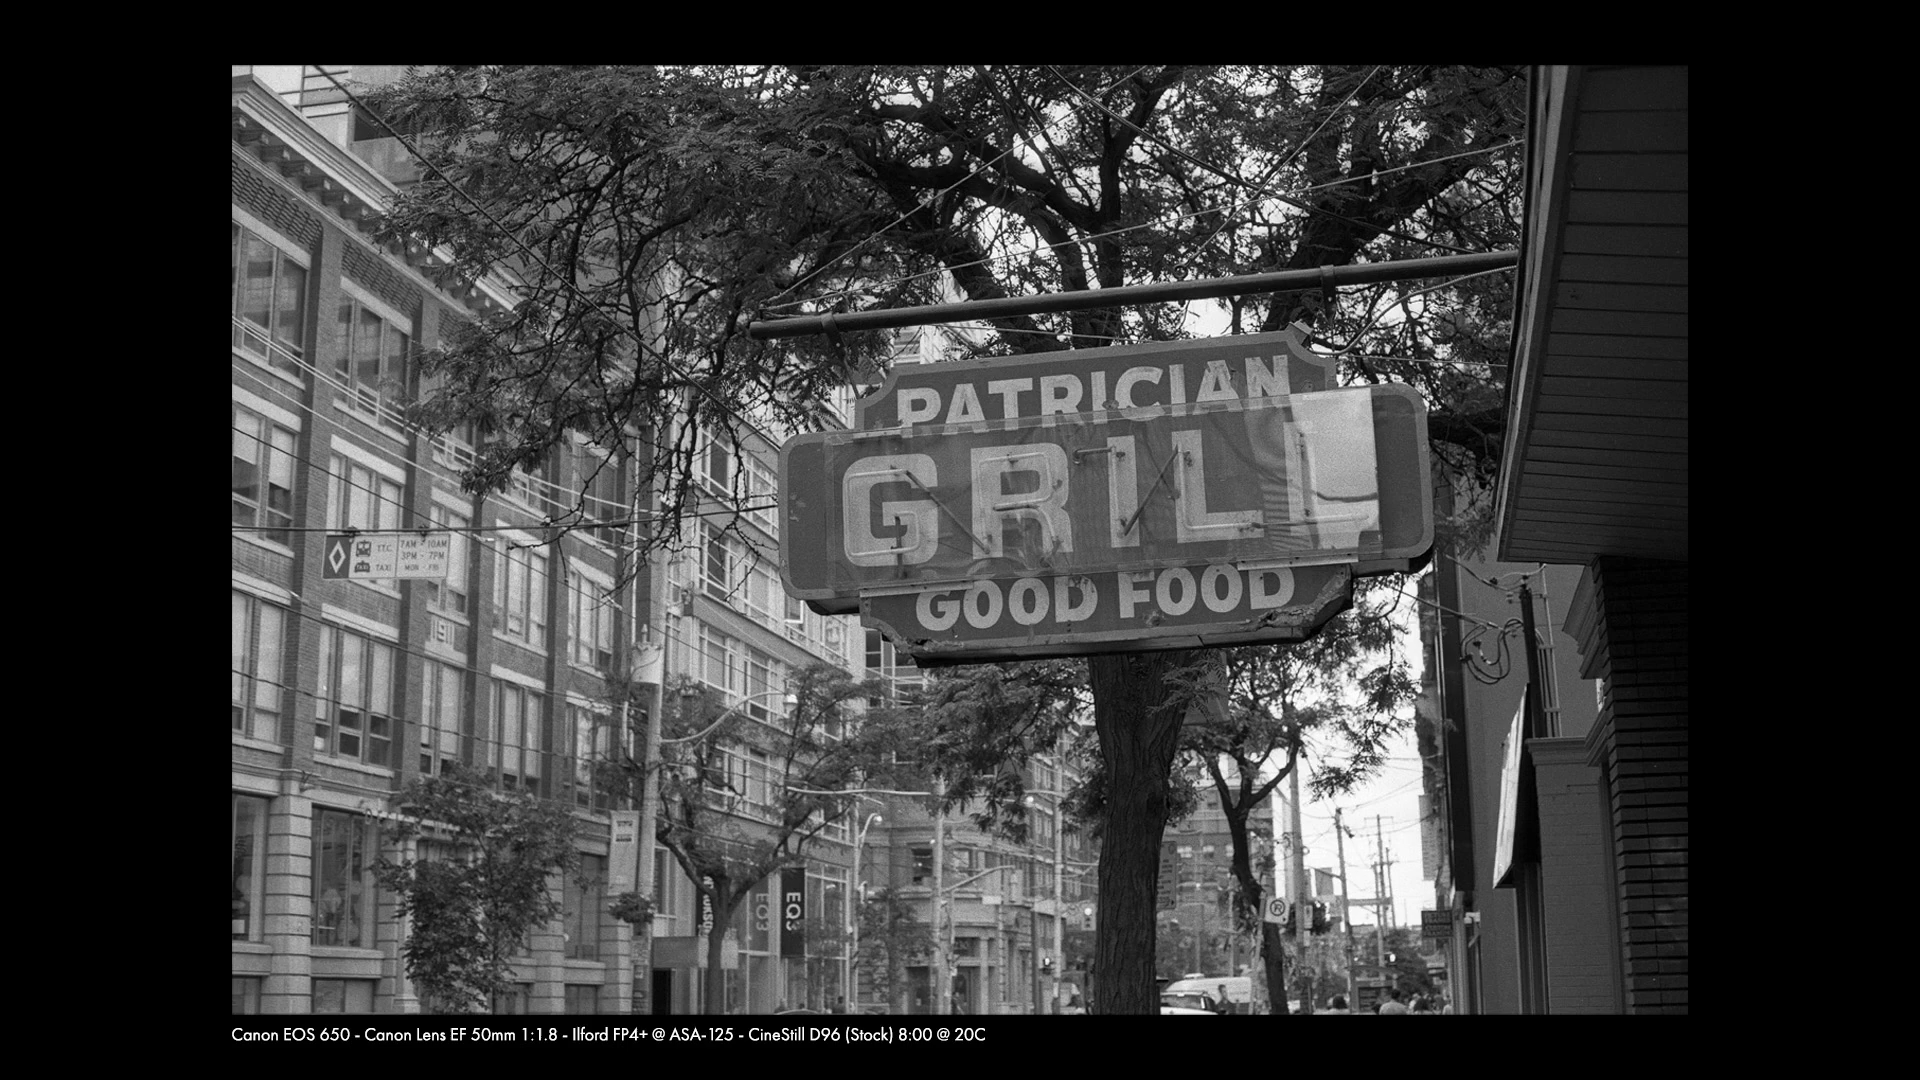 PATRICIAN
GRILL
GOOD FOOD
T.T.C. 7AM - 10AM
3PM - 7PM
TAXI MON - FRI
1911
EQ3
EQ3
Canon EOS 650 - Canon Lens EF 50mm 1:1.8 - Ilford FP4+ @ ASA-125 - CineStill D96 (Stock) 8:00 @ 20C